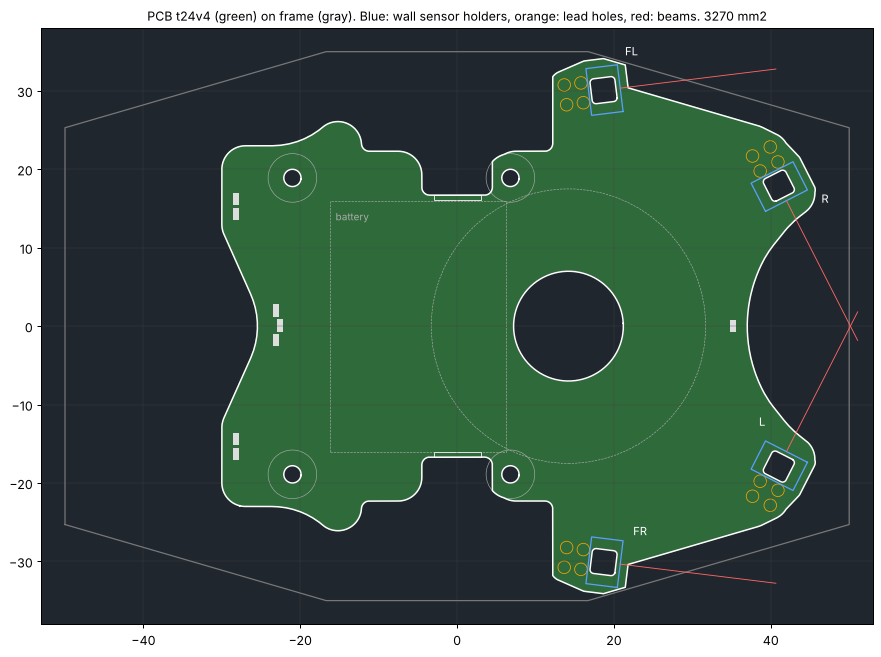 PCB t24v4 (green) on frame (gray). Blue: wall sensor holders, orange: lead holes, red: beams. 3270 mm2
FL
30
20
R
battery
10
0
−10
L
−20
FR
−30
−40
−20
0
20
40